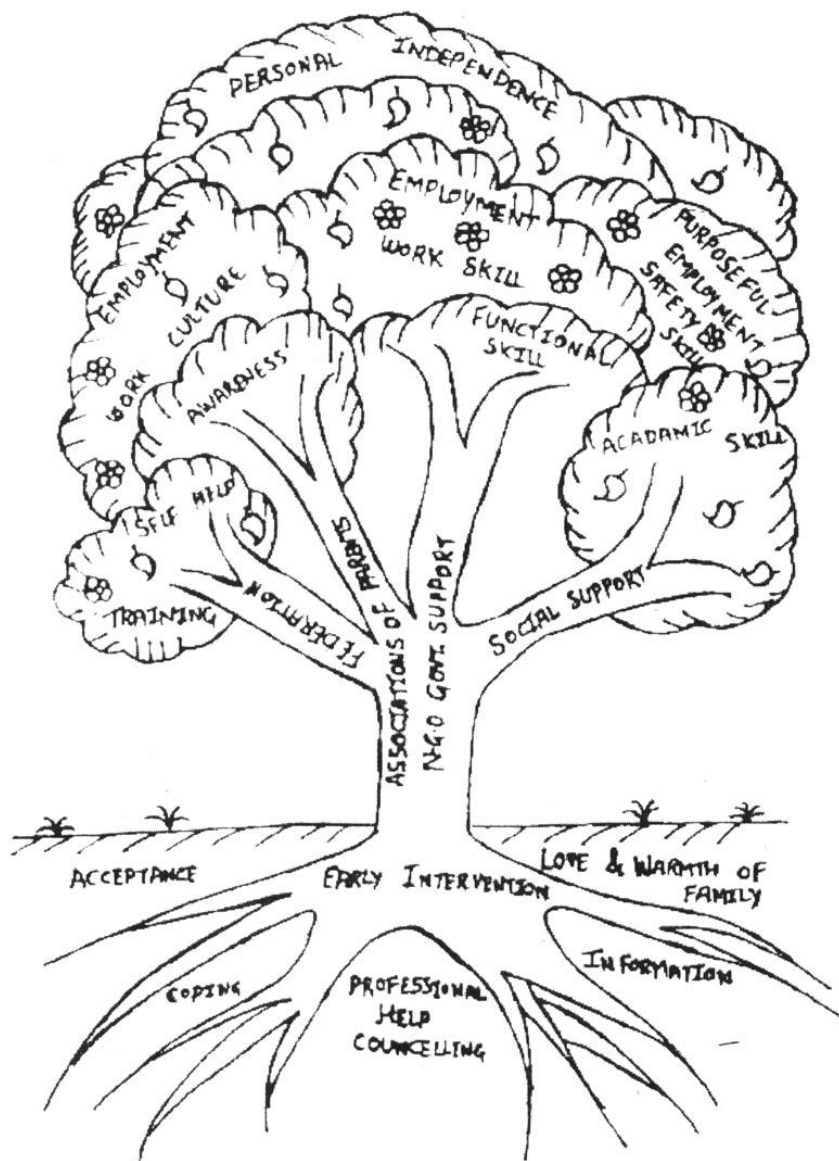 PERSONAL INDEPENDENCE
EMPLOYMENT
WORK SKILL
PURPOSEFUL
EMPLOYMENT
SAFETY
SKILL
EMPLOYMENT
WORK CULTURE
AWARENESS
FUNCTIONAL
SKILL
ACADAMIC SKILL
SELF HELP
TRAINING
FEDERATION
ASSOCIATIONS OF PARENTS
N.G.O GOVT. SUPPORT
SOCIAL SUPPORT
ACCEPTANCE
EARLY INTERVENTION
LOVE & WARMTH OF
FAMILY
COPING
PROFESSIONAL
HELP
COUNCELLING
INFORMATION